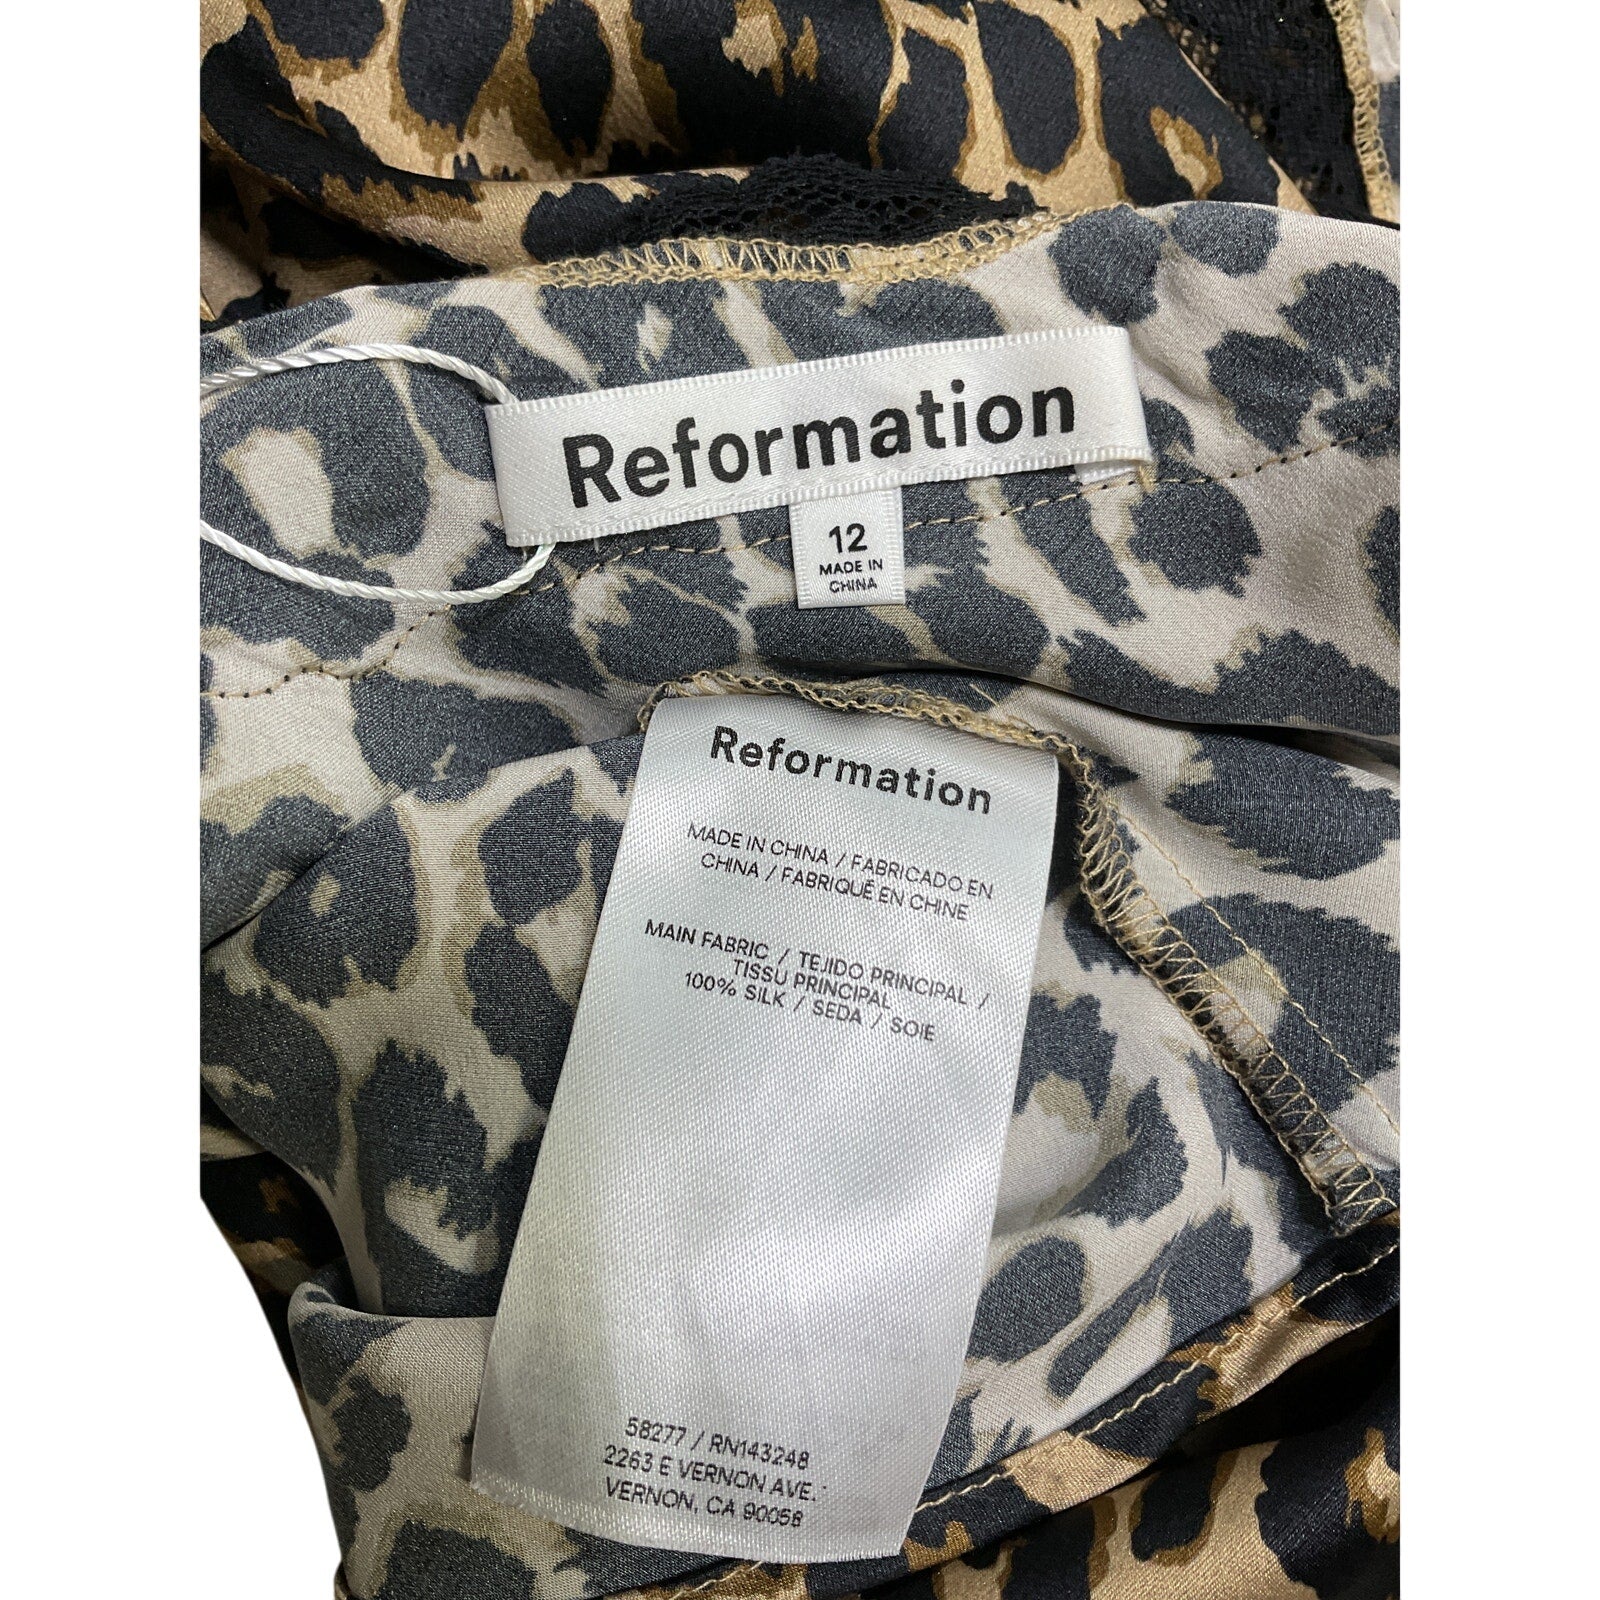 Reformation
12
MADE IN
CHINA
Reformation
MADE IN CHINA / FABRICADO EN
CHINA / FABRIQUÉ EN CHINE
MAIN FABRIC / TEJIDO PRINCIPAL /
TISSU PRINCIPAL
100% SILK / SEDA / SOIE
58277 / RN143248
2263 E VERNON AVE.
VERNON, CA 90058